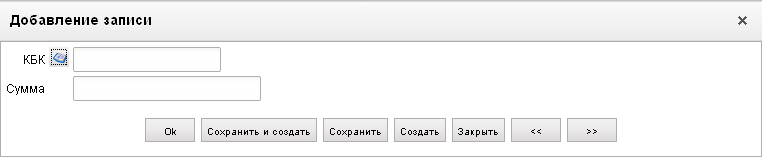 Добавление записи ×
КБК
Сумма
Ok Сохранить и создать Сохранить Создать Закрыть << >>